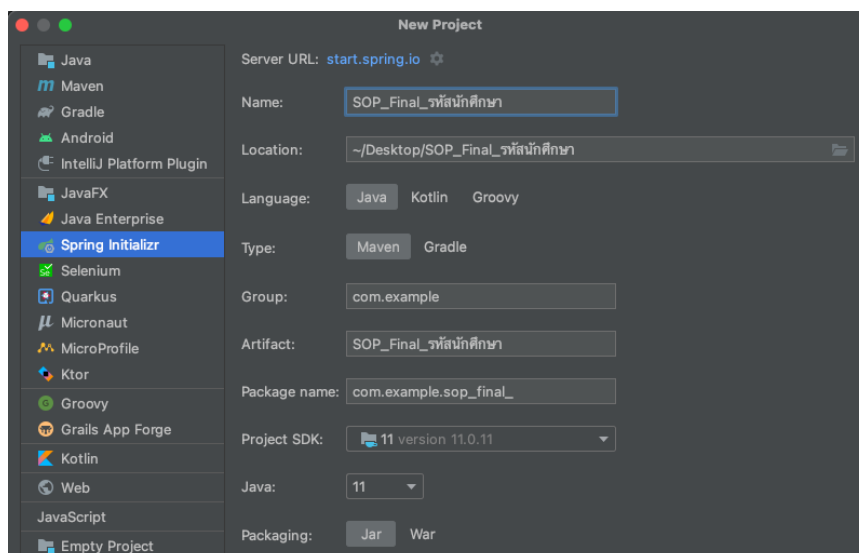 New Project
Java
Maven
Gradle
Android
IntelliJ Platform Plugin
JavaFX
Java Enterprise
Spring Initializr
Selenium
Quarkus
Micronaut
MicroProfile
Ktor
Groovy
Grails App Forge
Kotlin
Web
JavaScript
Empty Project
Server URL: start.spring.io
Name: SOP_Final_รหัสนักศึกษา
Location: ~/Desktop/SOP_Final_รหัสนักศึกษา
Language: Java Kotlin Groovy
Type: Maven Gradle
Group: com.example
Artifact: SOP_Final_รหัสนักศึกษา
Package name: com.example.sop_final_
Project SDK: 11 version 11.0.11
Java: 11
Packaging: Jar War